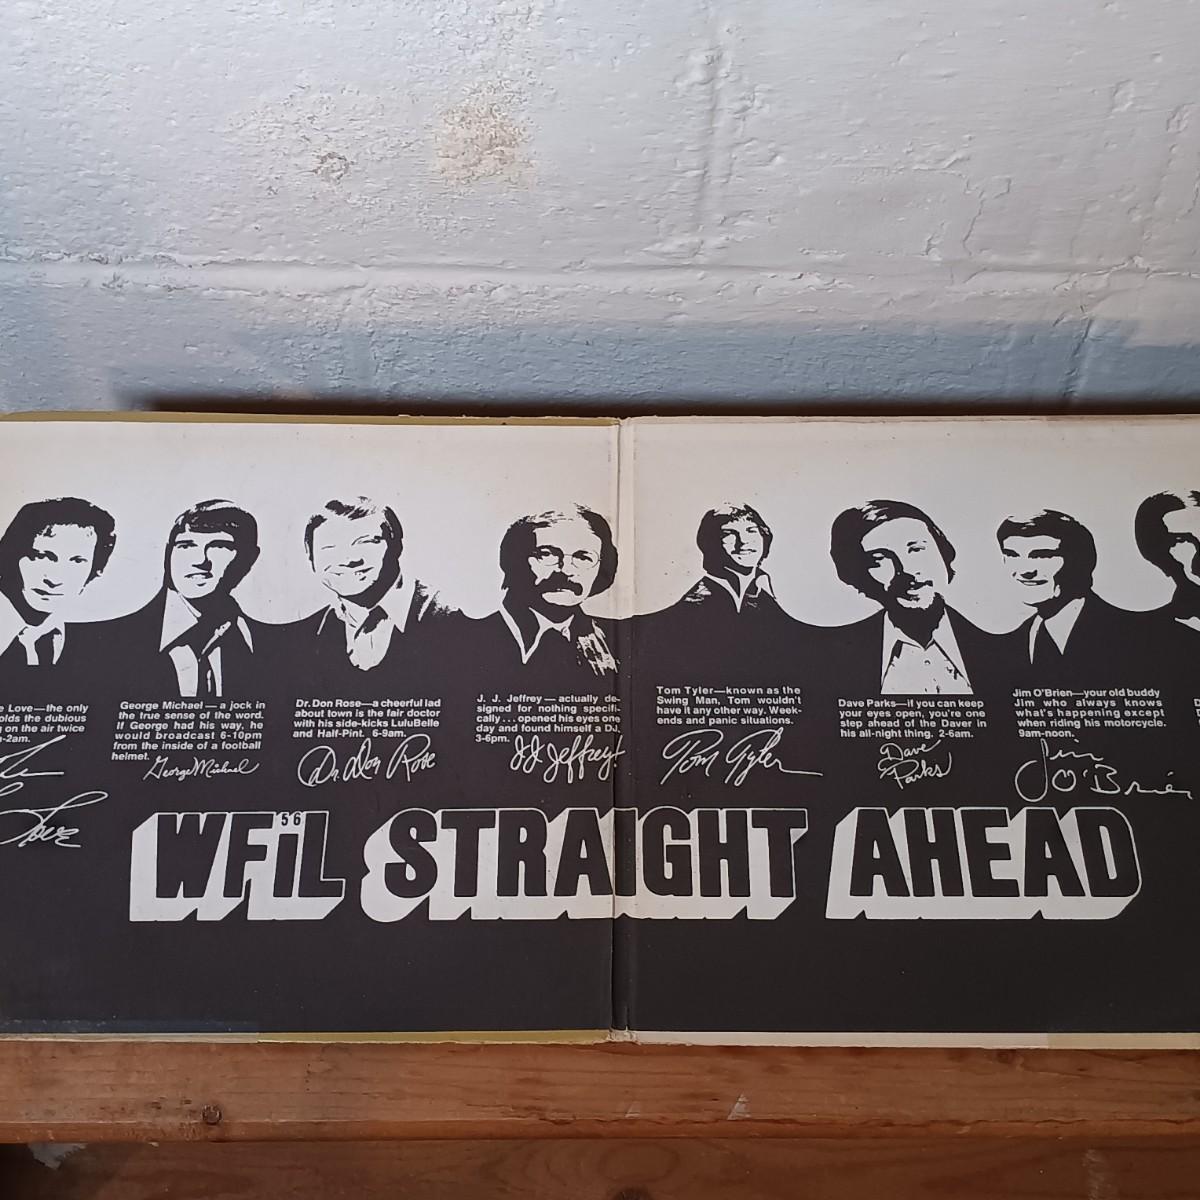 e Love—the only
olds the dubious
g on the air twice
-2am.
Love
George Michael — a jock in
the true sense of the word.
If George had his way, he
would broadcast 6-10pm
from the inside of a football
helmet.
George Michael
Dr. Don Rose—a cheerful lad
about town is the fair doctor
with his side-kicks LuluBelle
and Half-Pint. 6-9am.
Dr. Don Rose
J. J. Jeffrey — actually de-
signed for nothing specifi-
cally . . . opened his eyes one
day and found himself a DJ.
3-6pm.
JJ Jeffrey
Tom Tyler—known as the
Swing Man, Tom wouldn't
have it any other way. Week-
ends and panic situations.
Tom Tyler
Dave Parks—If you can keep
your eyes open, you're one
step ahead of the Daver in
his all-night thing. 2-6am.
Dave
Parks
Jim O'Brien—your old buddy
Jim who always knows
what's happening except
when riding his motorcycle.
9am-noon.
Jim
O'Brien
WFiL 56 STRAIGHT AHEAD